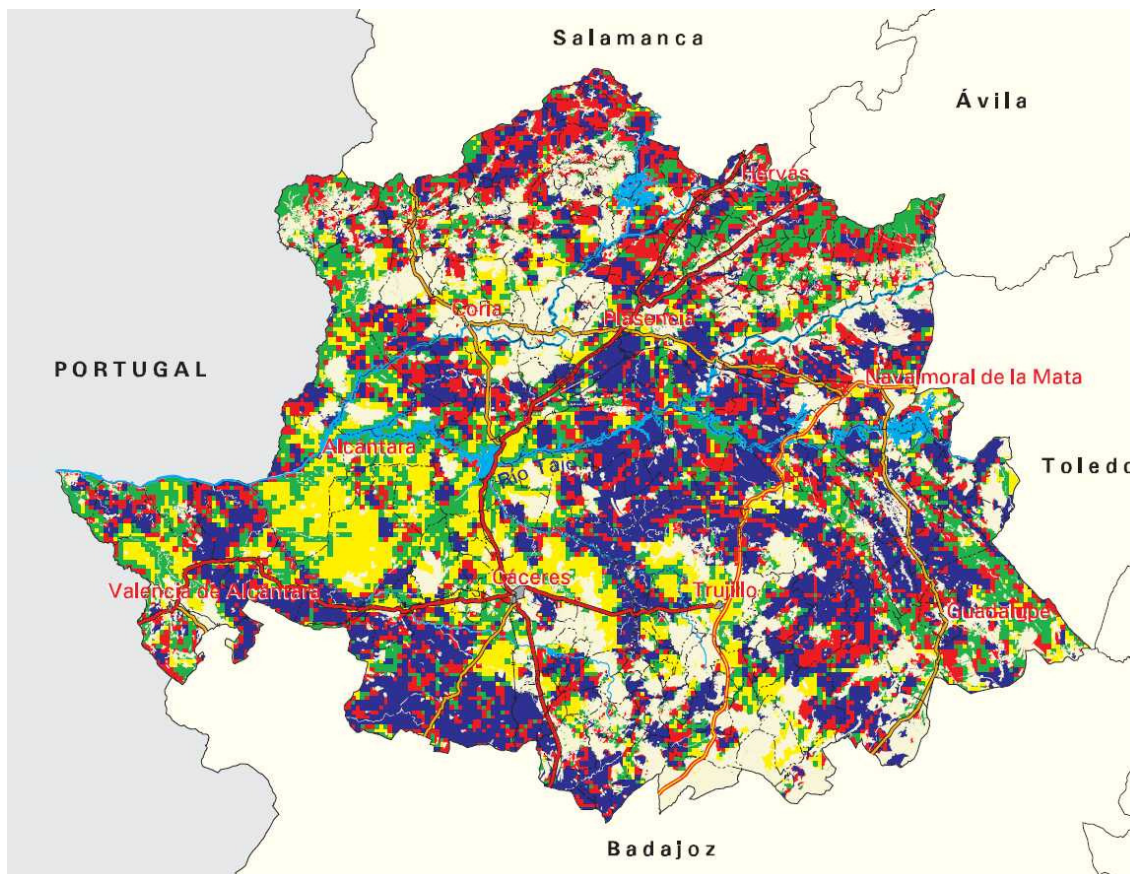 Salamanca
Ávila
Hervás
Coria
Plasencia
PORTUGAL
Navalmoral de la Mata
Alcántara
Río Tajo
Toledo
Cáceres
Valencia de Alcántara
Trujillo
Guadalupe
Badajoz